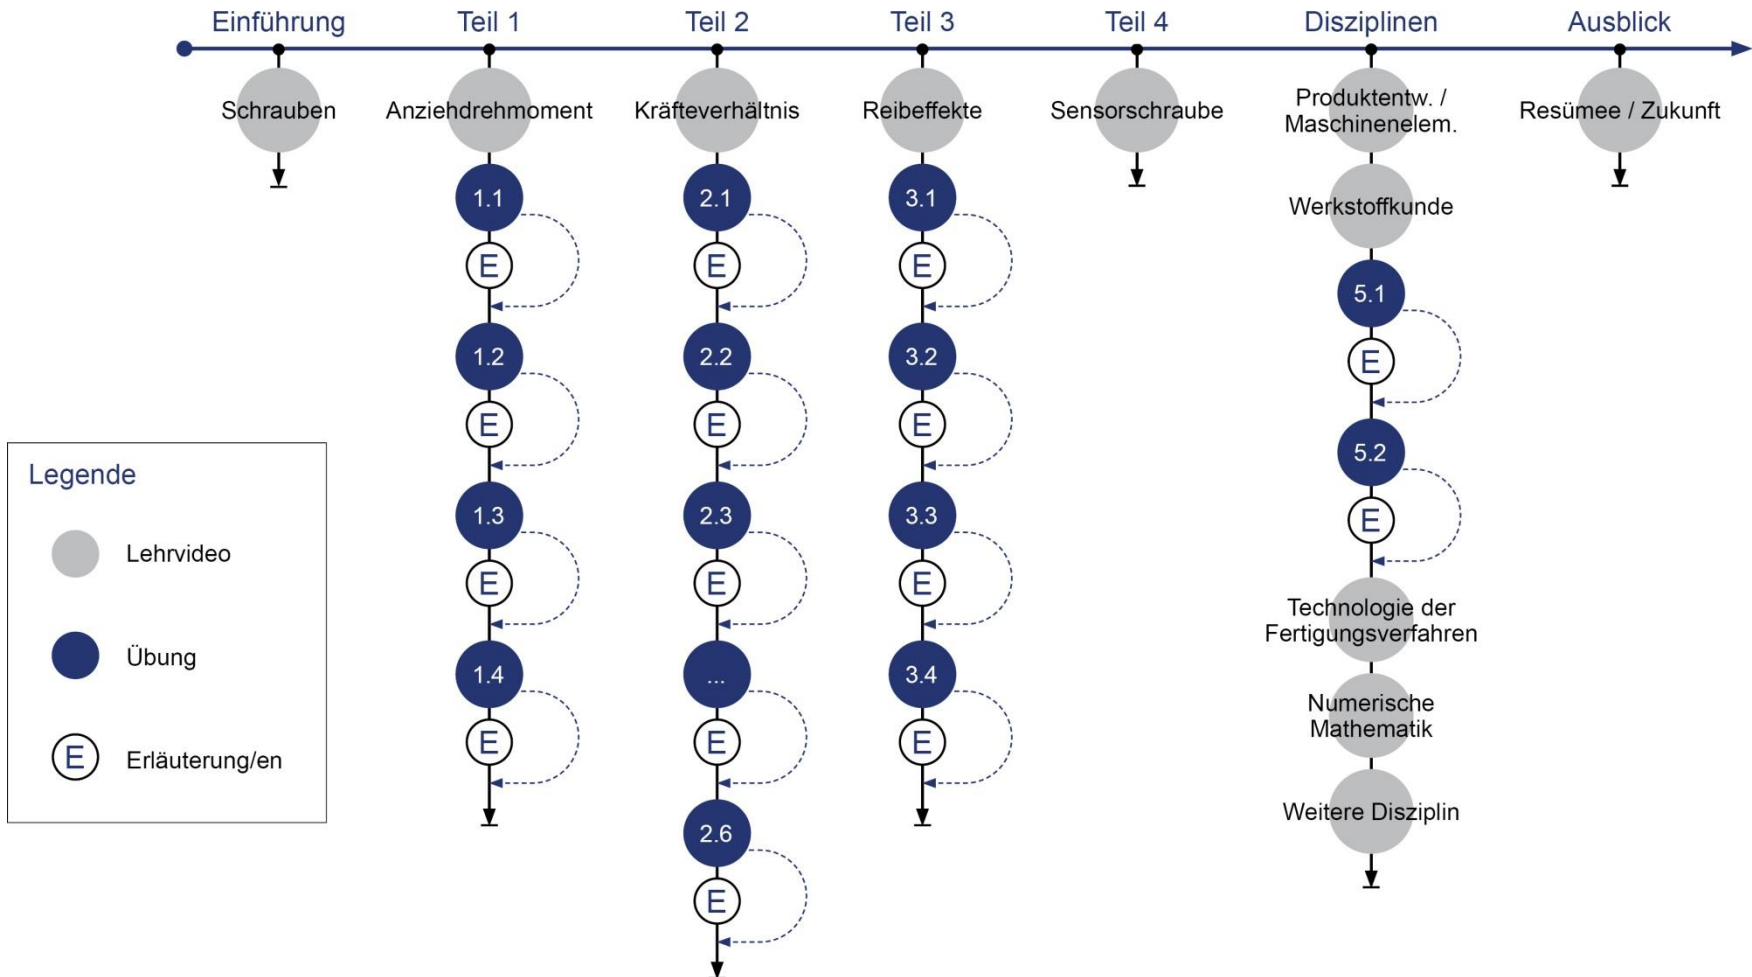 Einführung
Teil 1
Teil 2
Teil 3
Teil 4
Disziplinen
Ausblick
Schrauben
Anziehdrehmoment
Kräfteverhältnis
Reibeffekte
Sensorschraube
Produktentw. /
Maschinenelem.
Resümee / Zukunft
1.1
E
1.2
E
1.3
E
1.4
E
2.1
E
2.2
E
2.3
E
...
E
2.6
E
3.1
E
3.2
E
3.3
E
3.4
E
Werkstoffkunde
5.1
E
5.2
E
Technologie der
Fertigungsverfahren
Numerische
Mathematik
Weitere Disziplin
Legende
Lehrvideo
Übung
E Erläuterung/en